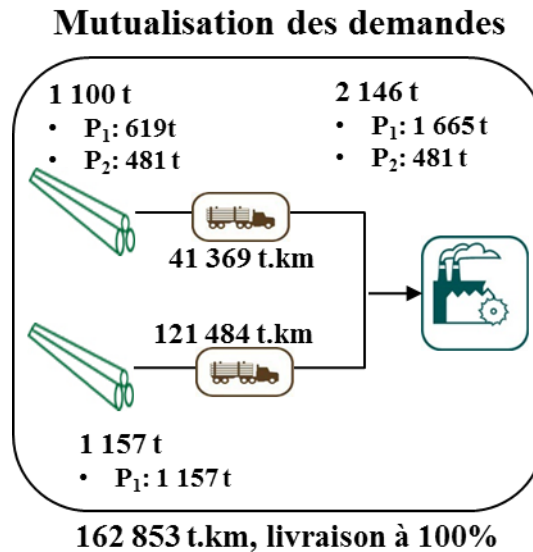 Mutualisation des demandes
1 100 t
• P₁: 619t
• P₂: 481 t
2 146 t
• P₁: 1 665 t
• P₂: 481 t
41 369 t.km
121 484 t.km
1 157 t
• P₁: 1 157 t
162 853 t.km, livraison à 100%